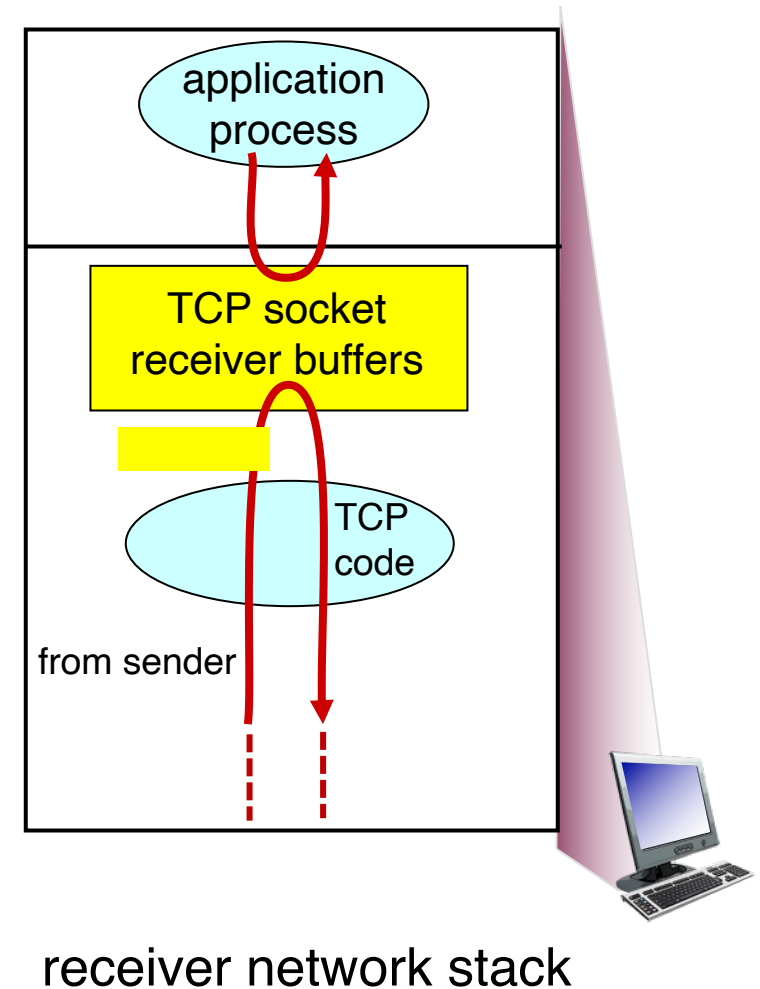 application
process
TCP socket
receiver buffers
TCP
code
from sender
receiver network stack